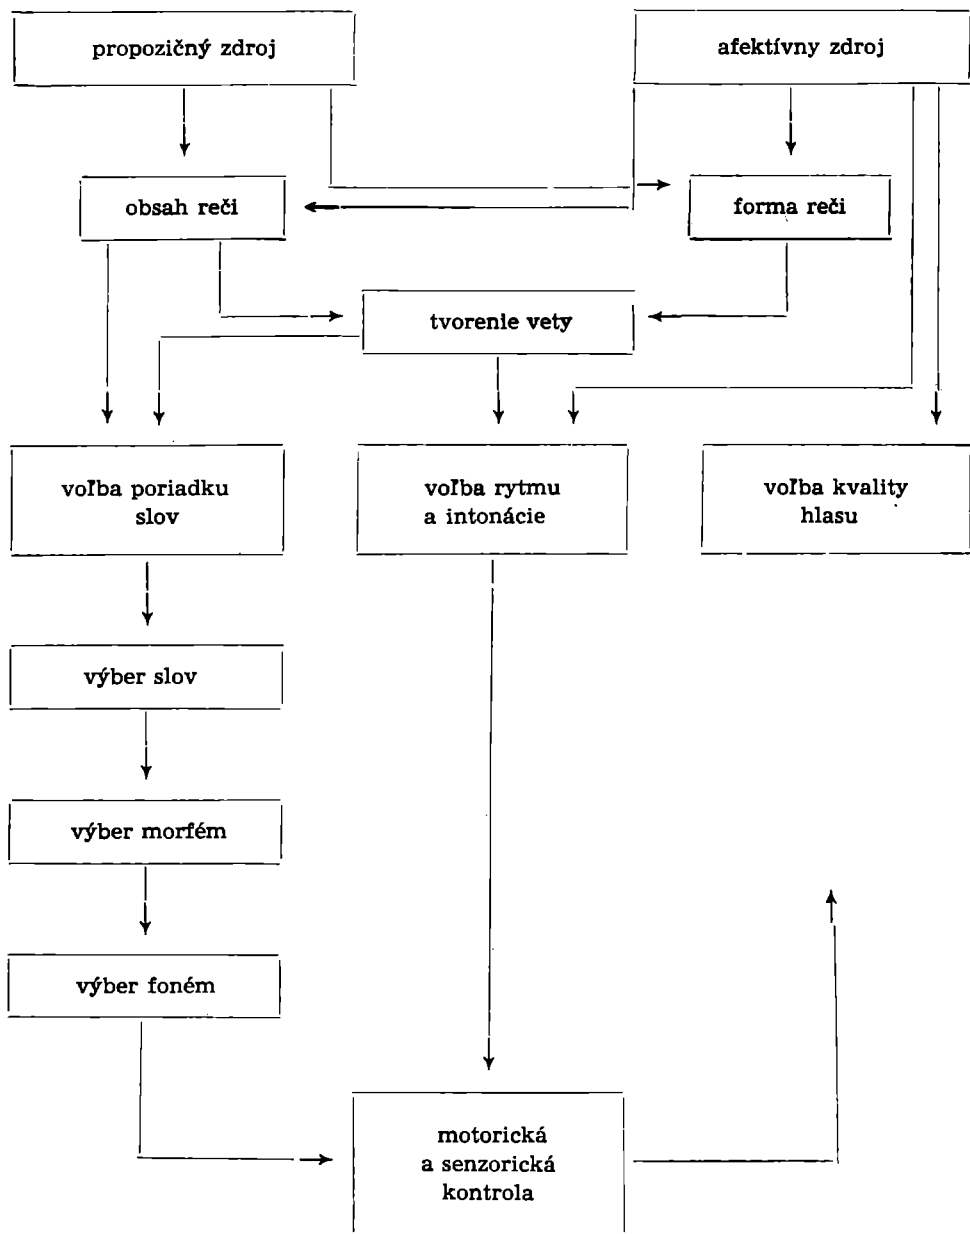 propozičný zdroj
afektívny zdroj
obsah reči
forma reči
tvorenie vety
voľba poriadku
slov
voľba rytmu
a intonácie
voľba kvality
hlasu
výber slov
výber morfém
výber foném
motorická
a senzorická
kontrola